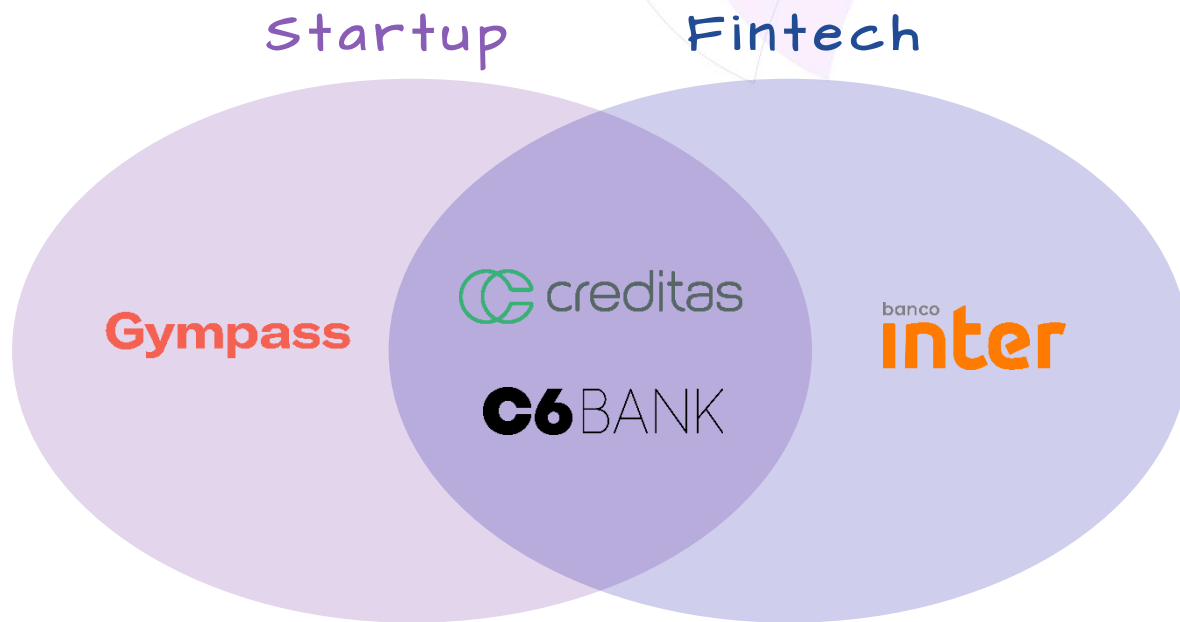 Startup
Fintech
Gympass
creditas
C6 BANK
banco
inter